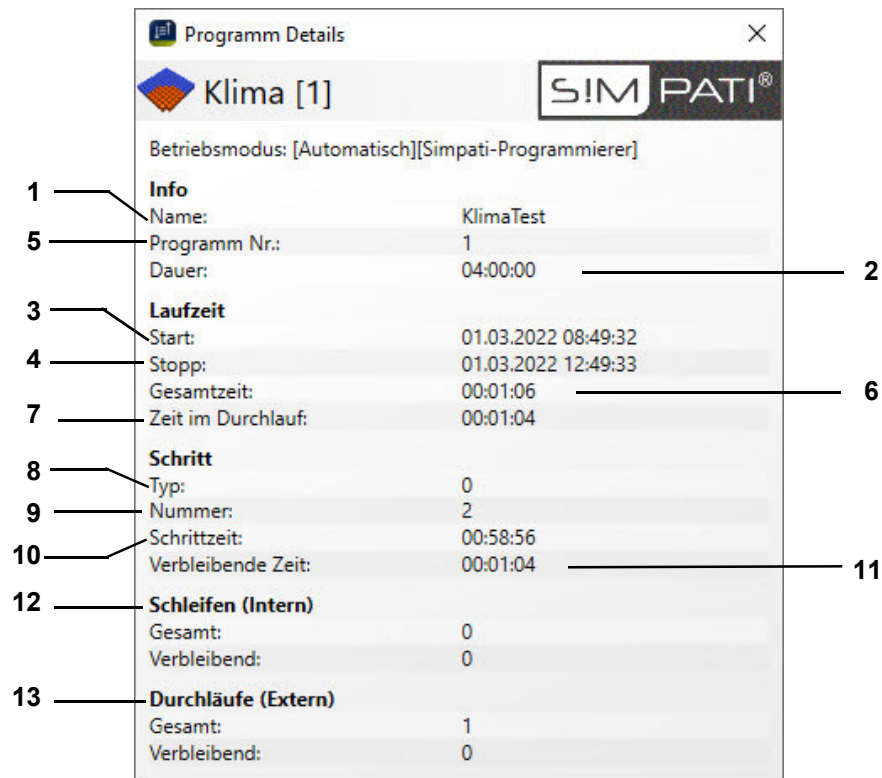 Programm Details
Klima [1] S!MPATI®
Betriebsmodus: [Automatisch][Simpati-Programmierer]
Info
1 Name: KlimaTest
5 Programm Nr.: 1
Dauer: 04:00:00 2
Laufzeit
3 Start: 01.03.2022 08:49:32
4 Stopp: 01.03.2022 12:49:33
Gesamtzeit: 00:01:06 6
7 Zeit im Durchlauf: 00:01:04
Schritt
8 Typ: 0
9 Nummer: 2
10 Schrittzeit: 00:58:56
Verbleibende Zeit: 00:01:04 11
12 Schleifen (Intern)
Gesamt: 0
Verbleibend: 0
13 Durchläufe (Extern)
Gesamt: 1
Verbleibend: 0